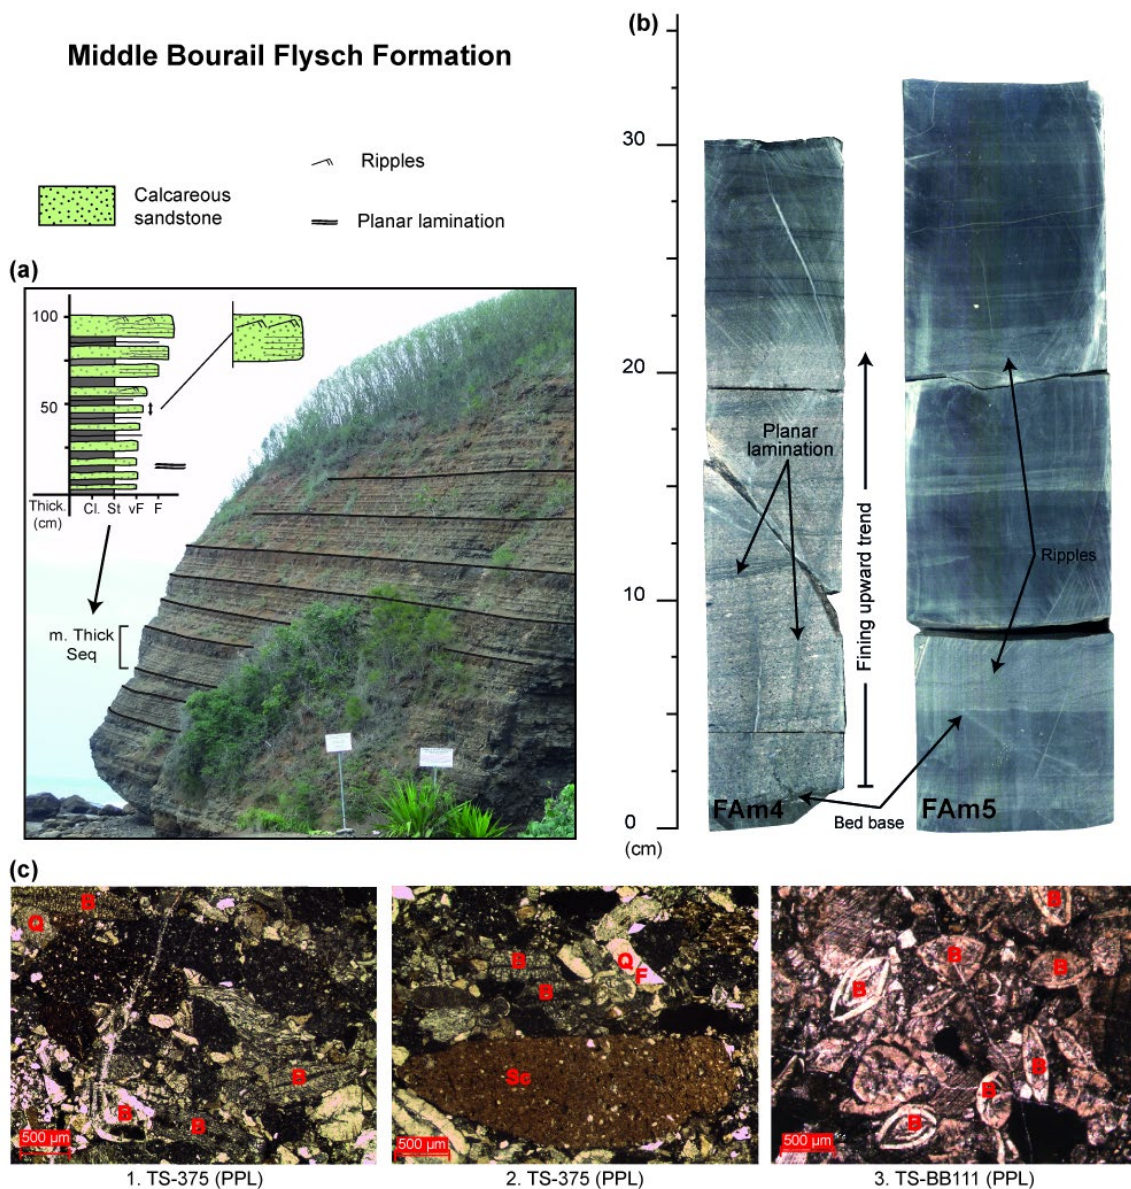 Middle Bourail Flysch Formation
Ripples
Calcareous
sandstone
Planar lamination
(a)
100
50
Thick.
(cm)
Cl. St vF F
m. Thick
Seq
(b)
30
20
10
0
(cm)
Planar
lamination
Fining upward trend
Ripples
FAm4
Bed base
FAm5
(c)
Q
B
B
B
B
500 µm
1. TS-375 (PPL)
B
B
Q
F
Sc
500 µm
2. TS-375 (PPL)
B
B
B
B
B
B
B
500 µm
3. TS-BB111 (PPL)